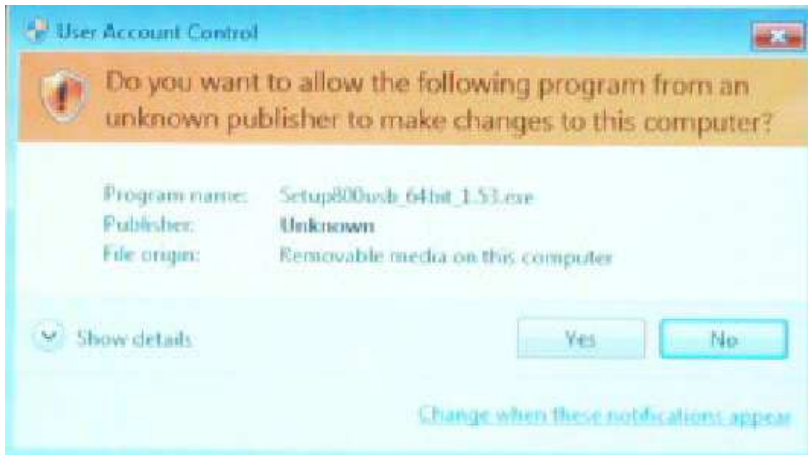 User Account Control
Do you want to allow the following program from an
unknown publisher to make changes to this computer?
Program name: Setup800usb_64bit_1.53.exe
Publisher: Unknown
File origin: Removable media on this computer
Show details
Yes
No
Change when these notifications appear